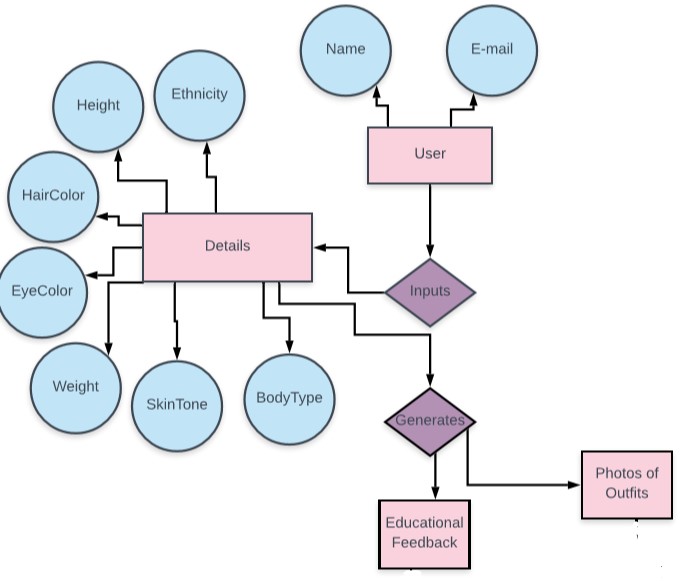 Name
E-mail
Ethnicity
Height
User
HairColor
Details
EyeColor
Inputs
Weight
SkinTone
BodyType
Generates
Photos of
Outfits
Educational
Feedback